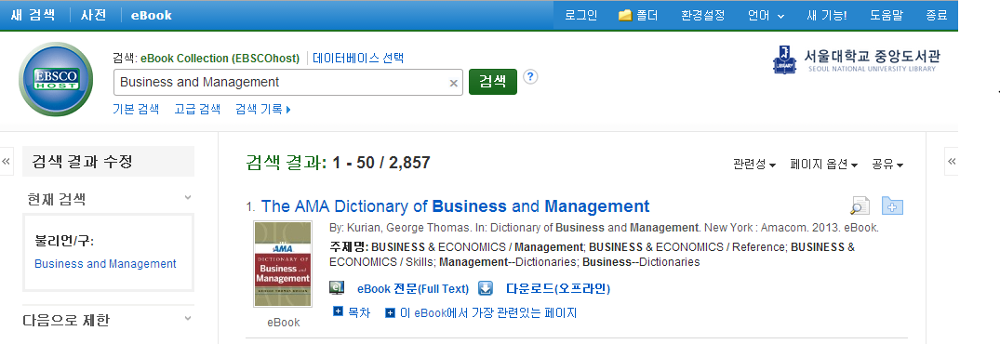 새 검색 사전 eBook 로그인 폴더 환경설정 언어 새 기능! 도움말 종료
EBSCO
HOST
검색: eBook Collection (EBSCOhost) 데이터베이스 선택
Business and Management × 검색 ?
기본 검색 고급 검색 검색 기록
LIBRARY
서울대학교 중앙도서관
SEOUL NATIONAL UNIVERSITY LIBRARY
« 검색 결과 수정
현재 검색
불리언/구:
Business and Management
다음으로 제한
검색 결과: 1 - 50 / 2,857 관련성 페이지 옵션 공유 «
1. The AMA Dictionary of Business and Management
By: Kurian, George Thomas. In: Dictionary of Business and Management. New York : Amacom. 2013. eBook.
주제명: BUSINESS & ECONOMICS / Management; BUSINESS & ECONOMICS / Reference; BUSINESS &
ECONOMICS / Skills; Management--Dictionaries; Business--Dictionaries
eBook 전문(Full Text) 다운로드(오프라인)
목차 이 eBook에서 가장 관련있는 페이지
AMA
DICTIONARY OF
Business and
Management
GEORGE THOMAS KURIAN
eBook